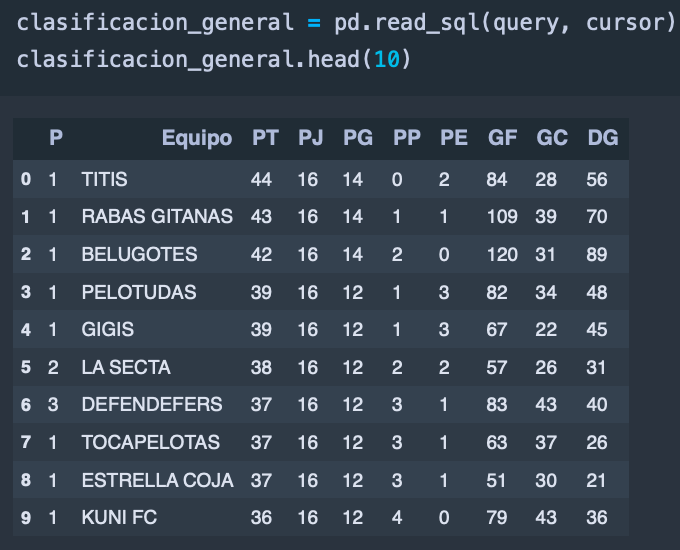 clasificacion_general = pd.read_sql(query, cursor)
clasificacion_general.head(10)
P Equipo PT PJ PG PP PE GF GC DG
0 1 TITIS 44 16 14 0 2 84 28 56
1 1 RABAS GITANAS 43 16 14 1 1 109 39 70
2 1 BELUGOTES 42 16 14 2 0 120 31 89
3 1 PELOTUDAS 39 16 12 1 3 82 34 48
4 1 GIGIS 39 16 12 1 3 67 22 45
5 2 LA SECTA 38 16 12 2 2 57 26 31
6 3 DEFENDEFERS 37 16 12 3 1 83 43 40
7 1 TOCAPELOTAS 37 16 12 3 1 63 37 26
8 1 ESTRELLA COJA 37 16 12 3 1 51 30 21
9 1 KUNI FC 36 16 12 4 0 79 43 36